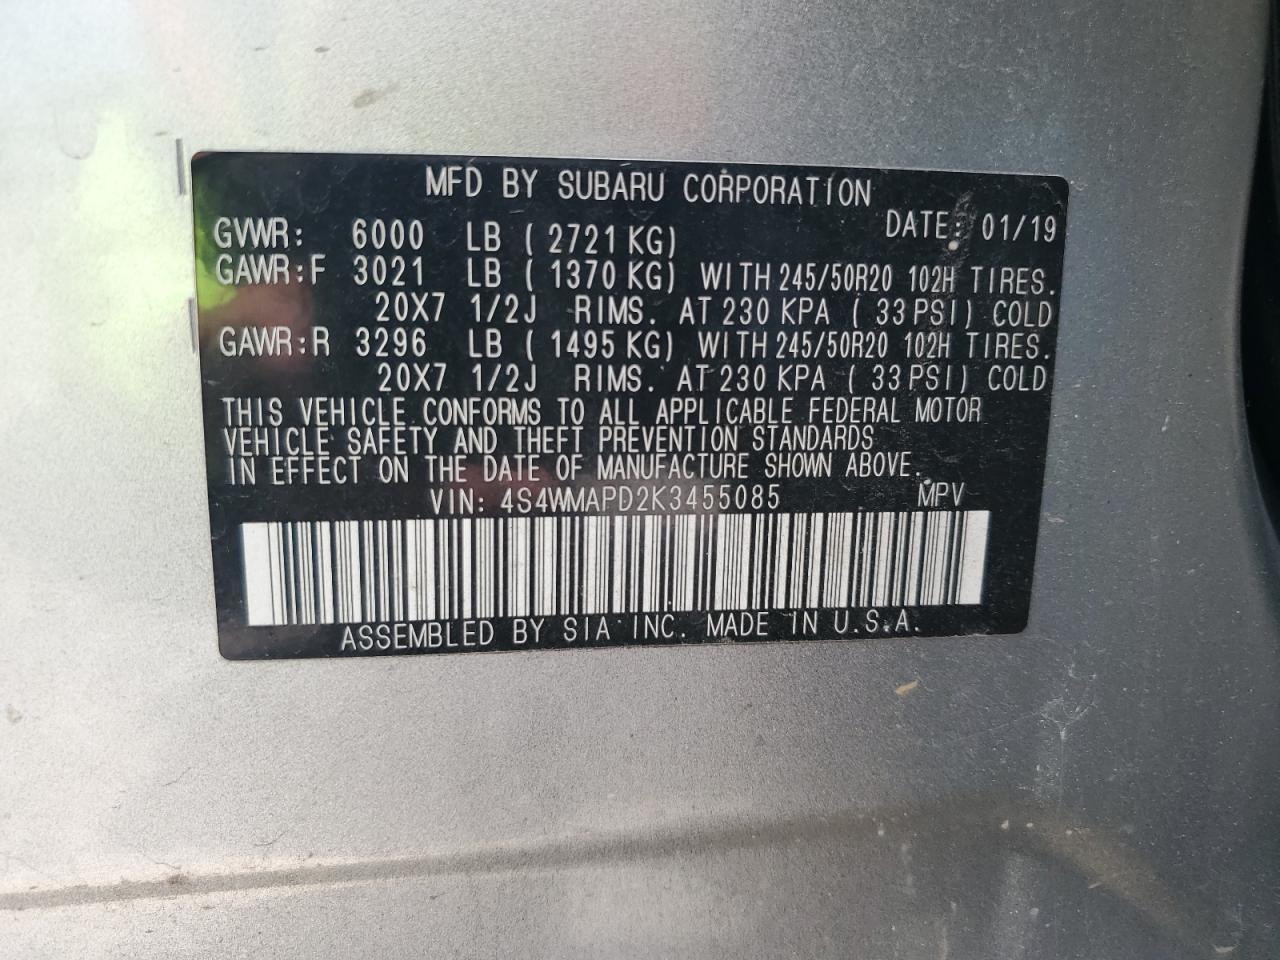 MFD BY SUBARU CORPORATION
DATE: 01/19
GVWR: 6000 LB ( 2721 KG)
GAWR:F 3021 LB ( 1370 KG) WITH 245/50R20 102H TIRES.
20X7 1/2J RIMS. AT 230 KPA ( 33 PSI) COLD
GAWR:R 3296 LB ( 1495 KG) WITH 245/50R20 102H TIRES.
20X7 1/2J RIMS. AT 230 KPA ( 33 PSI) COLD
THIS VEHICLE CONFORMS TO ALL APPLICABLE FEDERAL MOTOR
VEHICLE SAFETY AND THEFT PREVENTION STANDARDS
IN EFFECT ON THE DATE OF MANUFACTURE SHOWN ABOVE.
VIN: 4S4WMAPD2K3455085 MPV
ASSEMBLED BY SIA INC. MADE IN U.S.A.